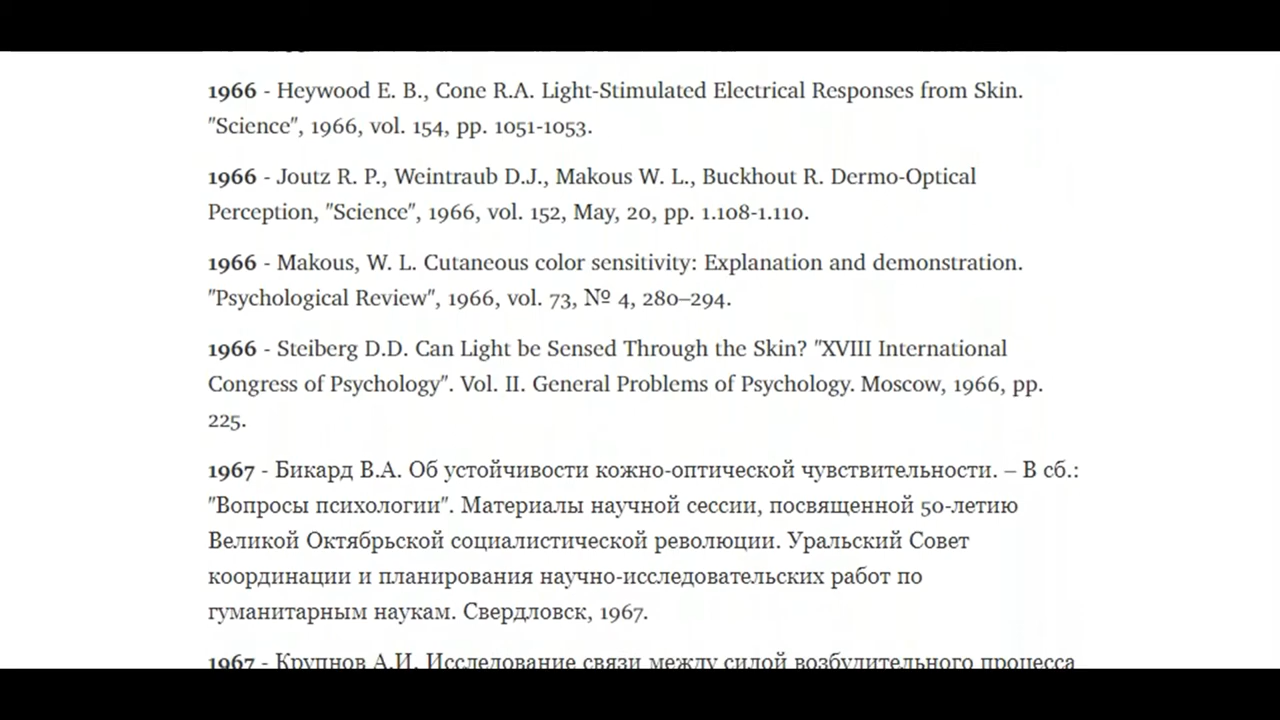 1966 - Heywood E. B., Cone R.A. Light-Stimulated Electrical Responses from Skin.
"Science", 1966, vol. 154, pp. 1051-1053.
1966 - Joutz R. P., Weintraub D.J., Makous W. L., Buckhout R. Dermo-Optical
Perception, "Science", 1966, vol. 152, May, 20, pp. 1.108-1.110.
1966 - Makous, W. L. Cutaneous color sensitivity: Explanation and demonstration.
"Psychological Review", 1966, vol. 73, № 4, 280–294.
1966 - Steiberg D.D. Can Light be Sensed Through the Skin? "XVIII International
Congress of Psychology". Vol. II. General Problems of Psychology. Moscow, 1966, pp.
225.
1967 - Бикард В.А. Об устойчивости кожно-оптической чувствительности. – В сб.:
"Вопросы психологии". Материалы научной сессии, посвященной 50-летию
Великой Октябрьской социалистической революции. Уральский Совет
координации и планирования научно-исследовательских работ по
гуманитарным наукам. Свердловск, 1967.
1967 - Крупнов А.И. Исследование связи между силой возбудительного процесса